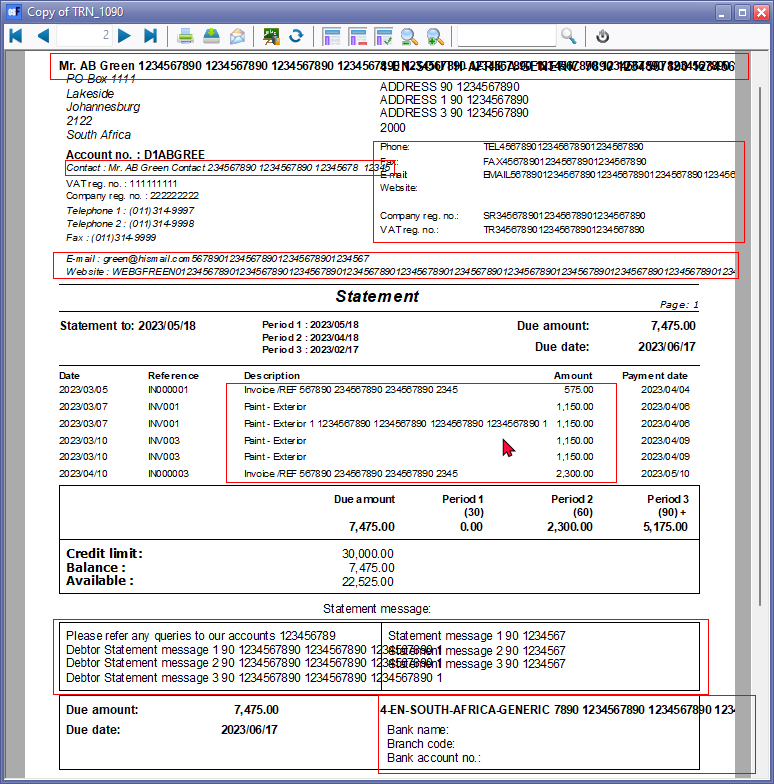 Copy of TRN_1090
2
Mr. AB Green 1234567890 1234567890 1234567890
PO Box 1111
Lakeside
Johannesburg
2122
South Africa
ADDRESS 90 1234567890
ADDRESS 1 90 1234567890
ADDRESS 3 90 1234567890
2000
Account no. : D1ABGREE
Contact : Mr. AB Green Contact 234567890 1234567890 12345678 12345
VAT reg. no. : 111111111
Company reg. no. : 222222222
Telephone 1 : (011)314-9997
Telephone 2 : (011)314-9998
Fax : (011)314-9999
Phone: TEL4567890123456789012345678901234567890
Fax: FAX4567890123456789012345678901234567890
E-mail:
Website:
Company reg. no.: SR34567890123456789012345678901234567890
VAT reg. no.: TR34567890123456789012345678901234567890
E-mail : green@hismail.com567890123456789012345678901234567
Website :
Statement
Page: 1
Statement to: 2023/05/18
Period 1 : 2023/05/18
Period 2 : 2023/04/18
Period 3 : 2023/02/17
Due amount: 7,475.00
Due date: 2023/06/17
Date Reference Description Amount Payment date
2023/03/05 IN000001 Invoice /REF 567890 234567890 234567890 2345 575.00 2023/04/04
2023/03/07 INV001 Paint - Exterior 1,150.00 2023/04/06
2023/03/07 INV001 Paint - Exterior 1 1234567890 1234567890 1234567890 1234567890 1 1,150.00 2023/04/06
2023/03/10 INV003 Paint - Exterior 1,150.00 2023/04/09
2023/03/10 INV003 Paint - Exterior 1,150.00 2023/04/09
2023/04/10 IN000003 Invoice /REF 567890 234567890 234567890 2345 2,300.00 2023/05/10
Due amount Period 1 Period 2 Period 3
(30) (60) (90) +
7,475.00 0.00 2,300.00 5,175.00
Credit limit: 30,000.00
Balance : 7,475.00
Available : 22,525.00
Statement message:
Please refer any queries to our accounts 123456789
Debtor Statement message 1 90 1234567890 1234567890 1234567890 1
Debtor Statement message 2 90 1234567890 1234567890 1234567890 1
Debtor Statement message 3 90 1234567890 1234567890 1234567890 1
Statement message 1 90 1234567
Statement message 2 90 1234567
Statement message 3 90 1234567
Due amount: 7,475.00
Due date: 2023/06/17
4-EN-SOUTH-AFRICA-GENERIC 7890 1234567890 1234567890 123
Bank name:
Branch code:
Bank account no.: